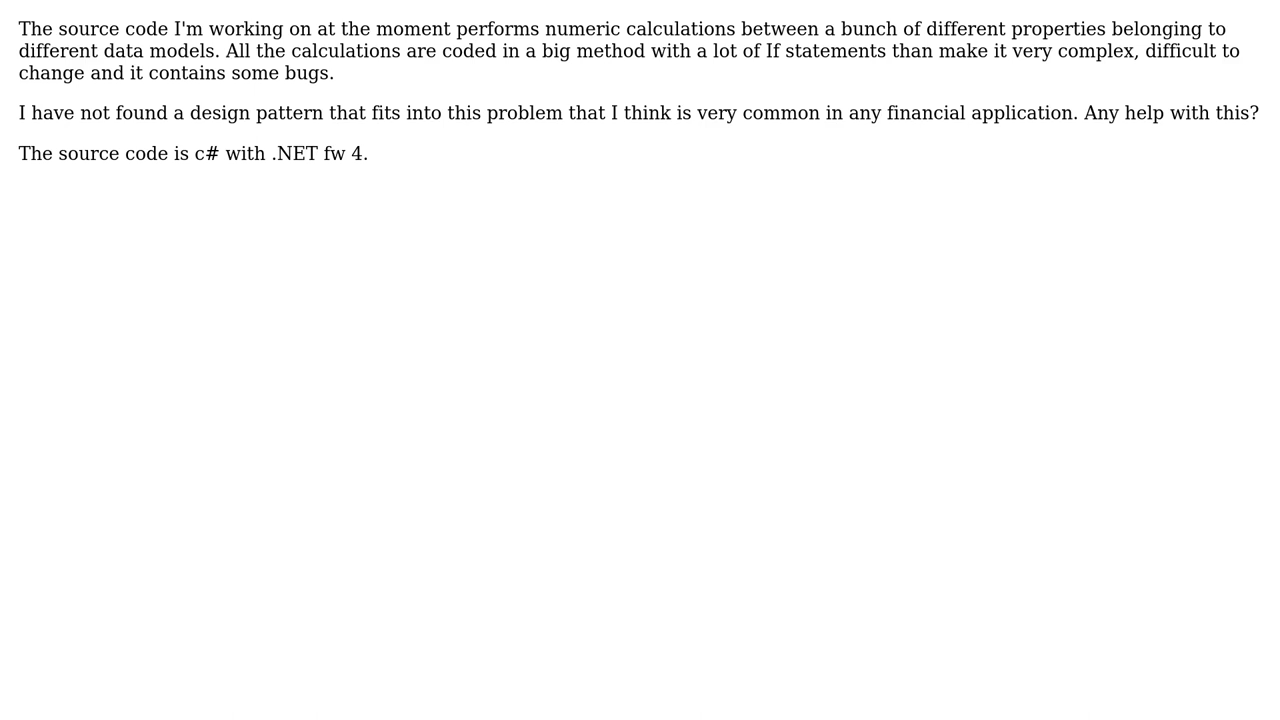 The source code I'm working on at the moment performs numeric calculations between a bunch of different properties belonging to
different data models. All the calculations are coded in a big method with a lot of If statements than make it very complex, difficult to
change and it contains some bugs.
I have not found a design pattern that fits into this problem that I think is very common in any financial application. Any help with this?
The source code is c# with .NET fw 4.